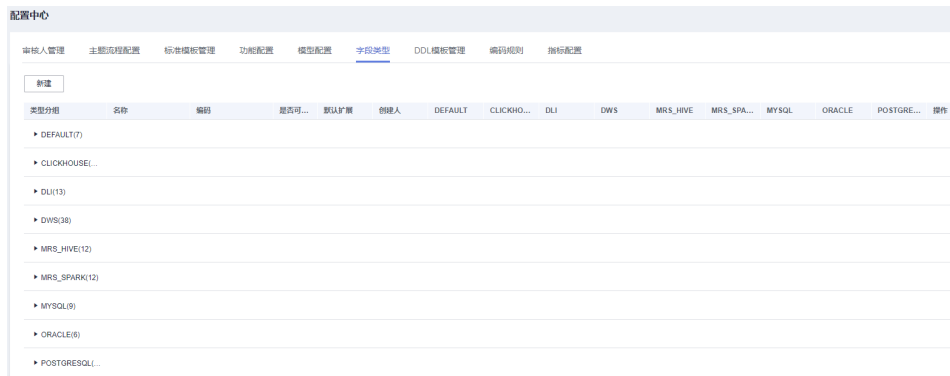 配置中心
审核人管理 主题流程配置 标准模板管理 功能配置 模型配置 字段类型 DDL模板管理 编码规则 指标配置
新建
类型分组 名称 编码 是否可... 默认扩展 创建人 DEFAULT CLICKHO... DLI DWS MRS_HIVE MRS_SPA... MYSQL ORACLE POSTGRE... 操作
DEFAULT(7)
CLICKHOUSE(...
DLI(13)
DWS(38)
MRS_HIVE(12)
MRS_SPARK(12)
MYSQL(9)
ORACLE(6)
POSTGRESQL(...